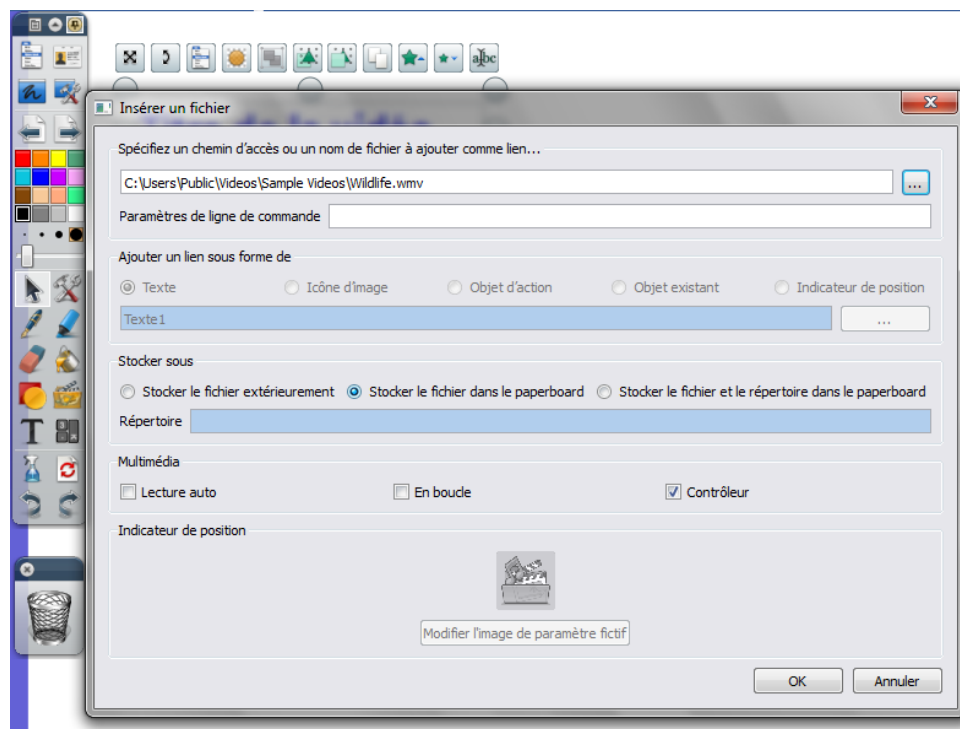 abc
Insérer un fichier
Spécifiez un chemin d'accès ou un nom de fichier à ajouter comme lien...
C:\Users\Public\Videos\Sample Videos\Wildlife.wmv
...
Paramètres de ligne de commande
Ajouter un lien sous forme de
Texte Icône d'image Objet d'action Objet existant Indicateur de position
Texte1 ...
Stocker sous
Stocker le fichier extérieurement Stocker le fichier dans le paperboard Stocker le fichier et le répertoire dans le paperboard
Répertoire
Multimédia
Lecture auto En boucle Contrôleur
Indicateur de position
Modifier l'image de paramètre fictif
OK Annuler
T